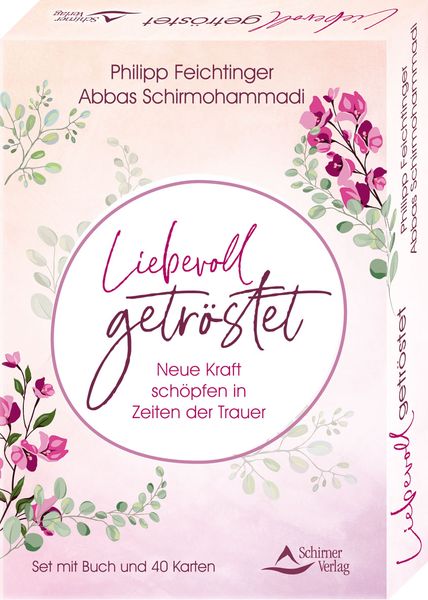 Schirner
Verlag
Liebevoll getröstet
Philipp Feichtinger
Abbas Schirmohammadi
Liebevoll
getröstet
Neue Kraft
schöpfen in
Zeiten der Trauer
Set mit Buch und 40 Karten
Schirner
Verlag
Philipp Feichtinger
Abbas Schirmohammadi
Liebevoll getröstet